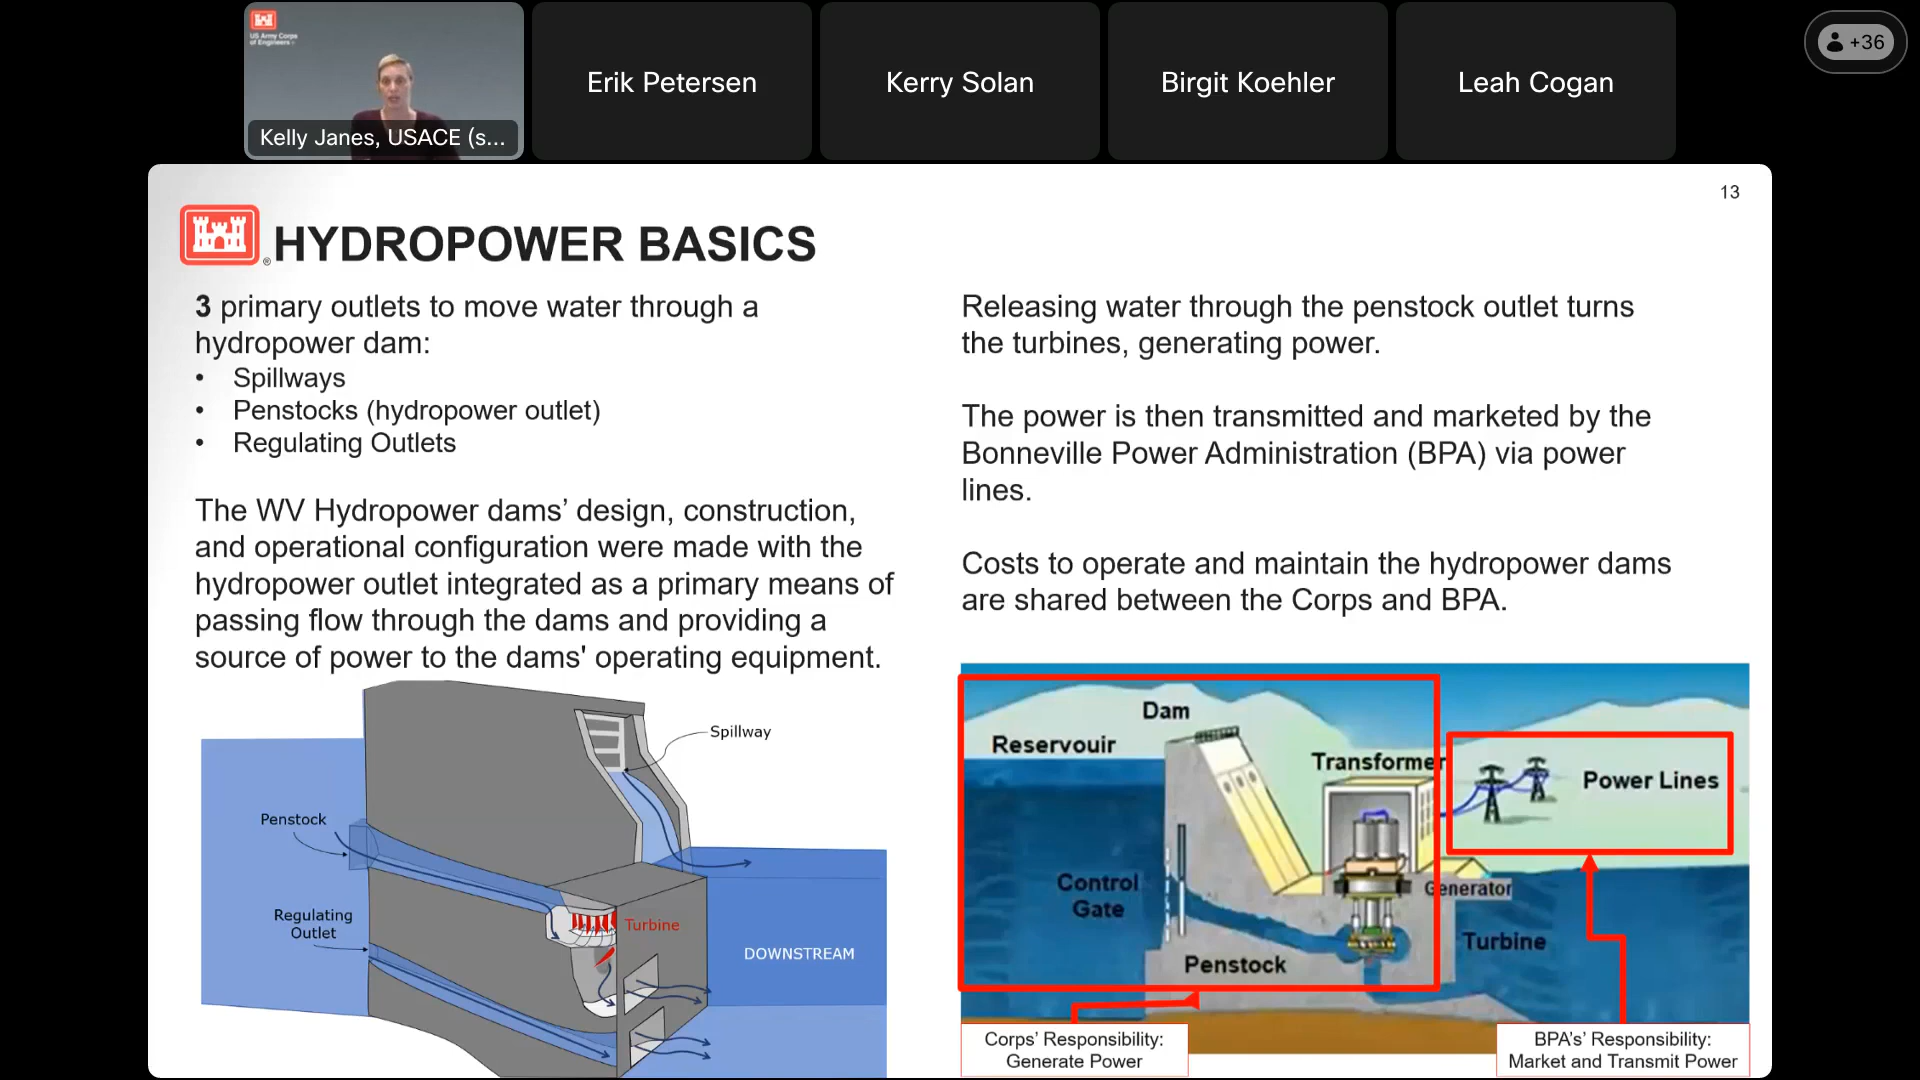 US Army Corps
of Engineers
Kelly Janes, USACE (s...
Erik Petersen
Kerry Solan
Birgit Koehler
Leah Cogan
+36
13
® HYDROPOWER BASICS
3 primary outlets to move water through a
hydropower dam:
• Spillways
• Penstocks (hydropower outlet)
• Regulating Outlets
The WV Hydropower dams’ design, construction,
and operational configuration were made with the
hydropower outlet integrated as a primary means of
passing flow through the dams and providing a
source of power to the dams' operating equipment.
Spillway
Penstock
Regulating
Outlet
Turbine
DOWNSTREAM
Releasing water through the penstock outlet turns
the turbines, generating power.
The power is then transmitted and marketed by the
Bonneville Power Administration (BPA) via power
lines.
Costs to operate and maintain the hydropower dams
are shared between the Corps and BPA.
Dam
Reservouir
Transformer
Power Lines
Control
Gate
Generator
Turbine
Penstock
Corps’ Responsibility:
Generate Power
BPA’s’ Responsibility:
Market and Transmit Power